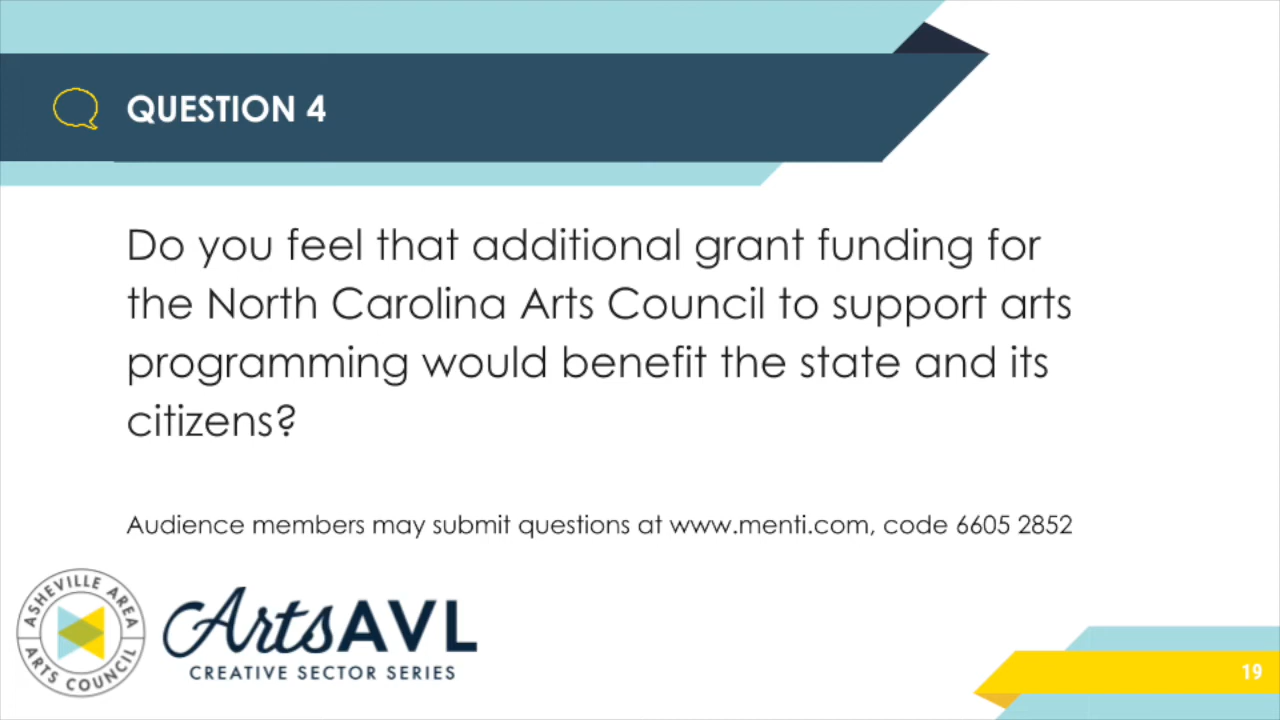 QUESTION 4
Do you feel that additional grant funding for
the North Carolina Arts Council to support arts
programming would benefit the state and its
citizens?
Audience members may submit questions at www.menti.com, code 6605 2852
ASHEVILLE AREA
ARTS COUNCIL
ArtsAVL
CREATIVE SECTOR SERIES
19